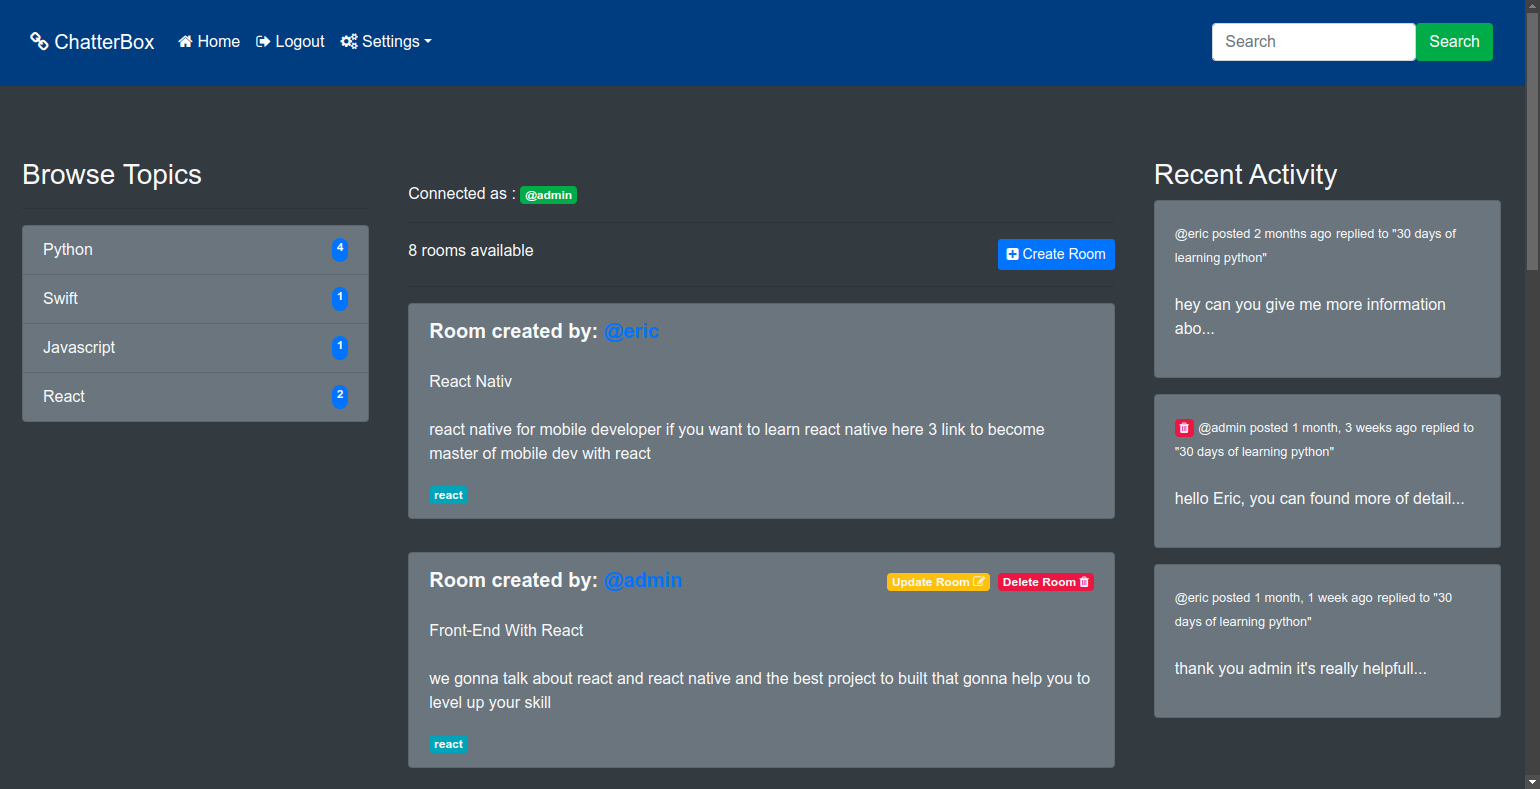 ChatterBox Home Logout Settings
Search Search
Browse Topics
Python 4
Swift 1
Javascript 1
React 2
Connected as : @admin
8 rooms available Create Room
Room created by: @eric
React Nativ
react native for mobile developer if you want to learn react native here 3 link to become
master of mobile dev with react
react
Room created by: @admin Update Room Delete Room
Front-End With React
we gonna talk about react and react native and the best project to built that gonna help you to
level up your skill
react
Recent Activity
@eric posted 2 months ago replied to "30 days of
learning python"
hey can you give me more information
abo...
@admin posted 1 month, 3 weeks ago replied to
"30 days of learning python"
hello Eric, you can found more of detail...
@eric posted 1 month, 1 week ago replied to "30
days of learning python"
thank you admin it's really helpfull...